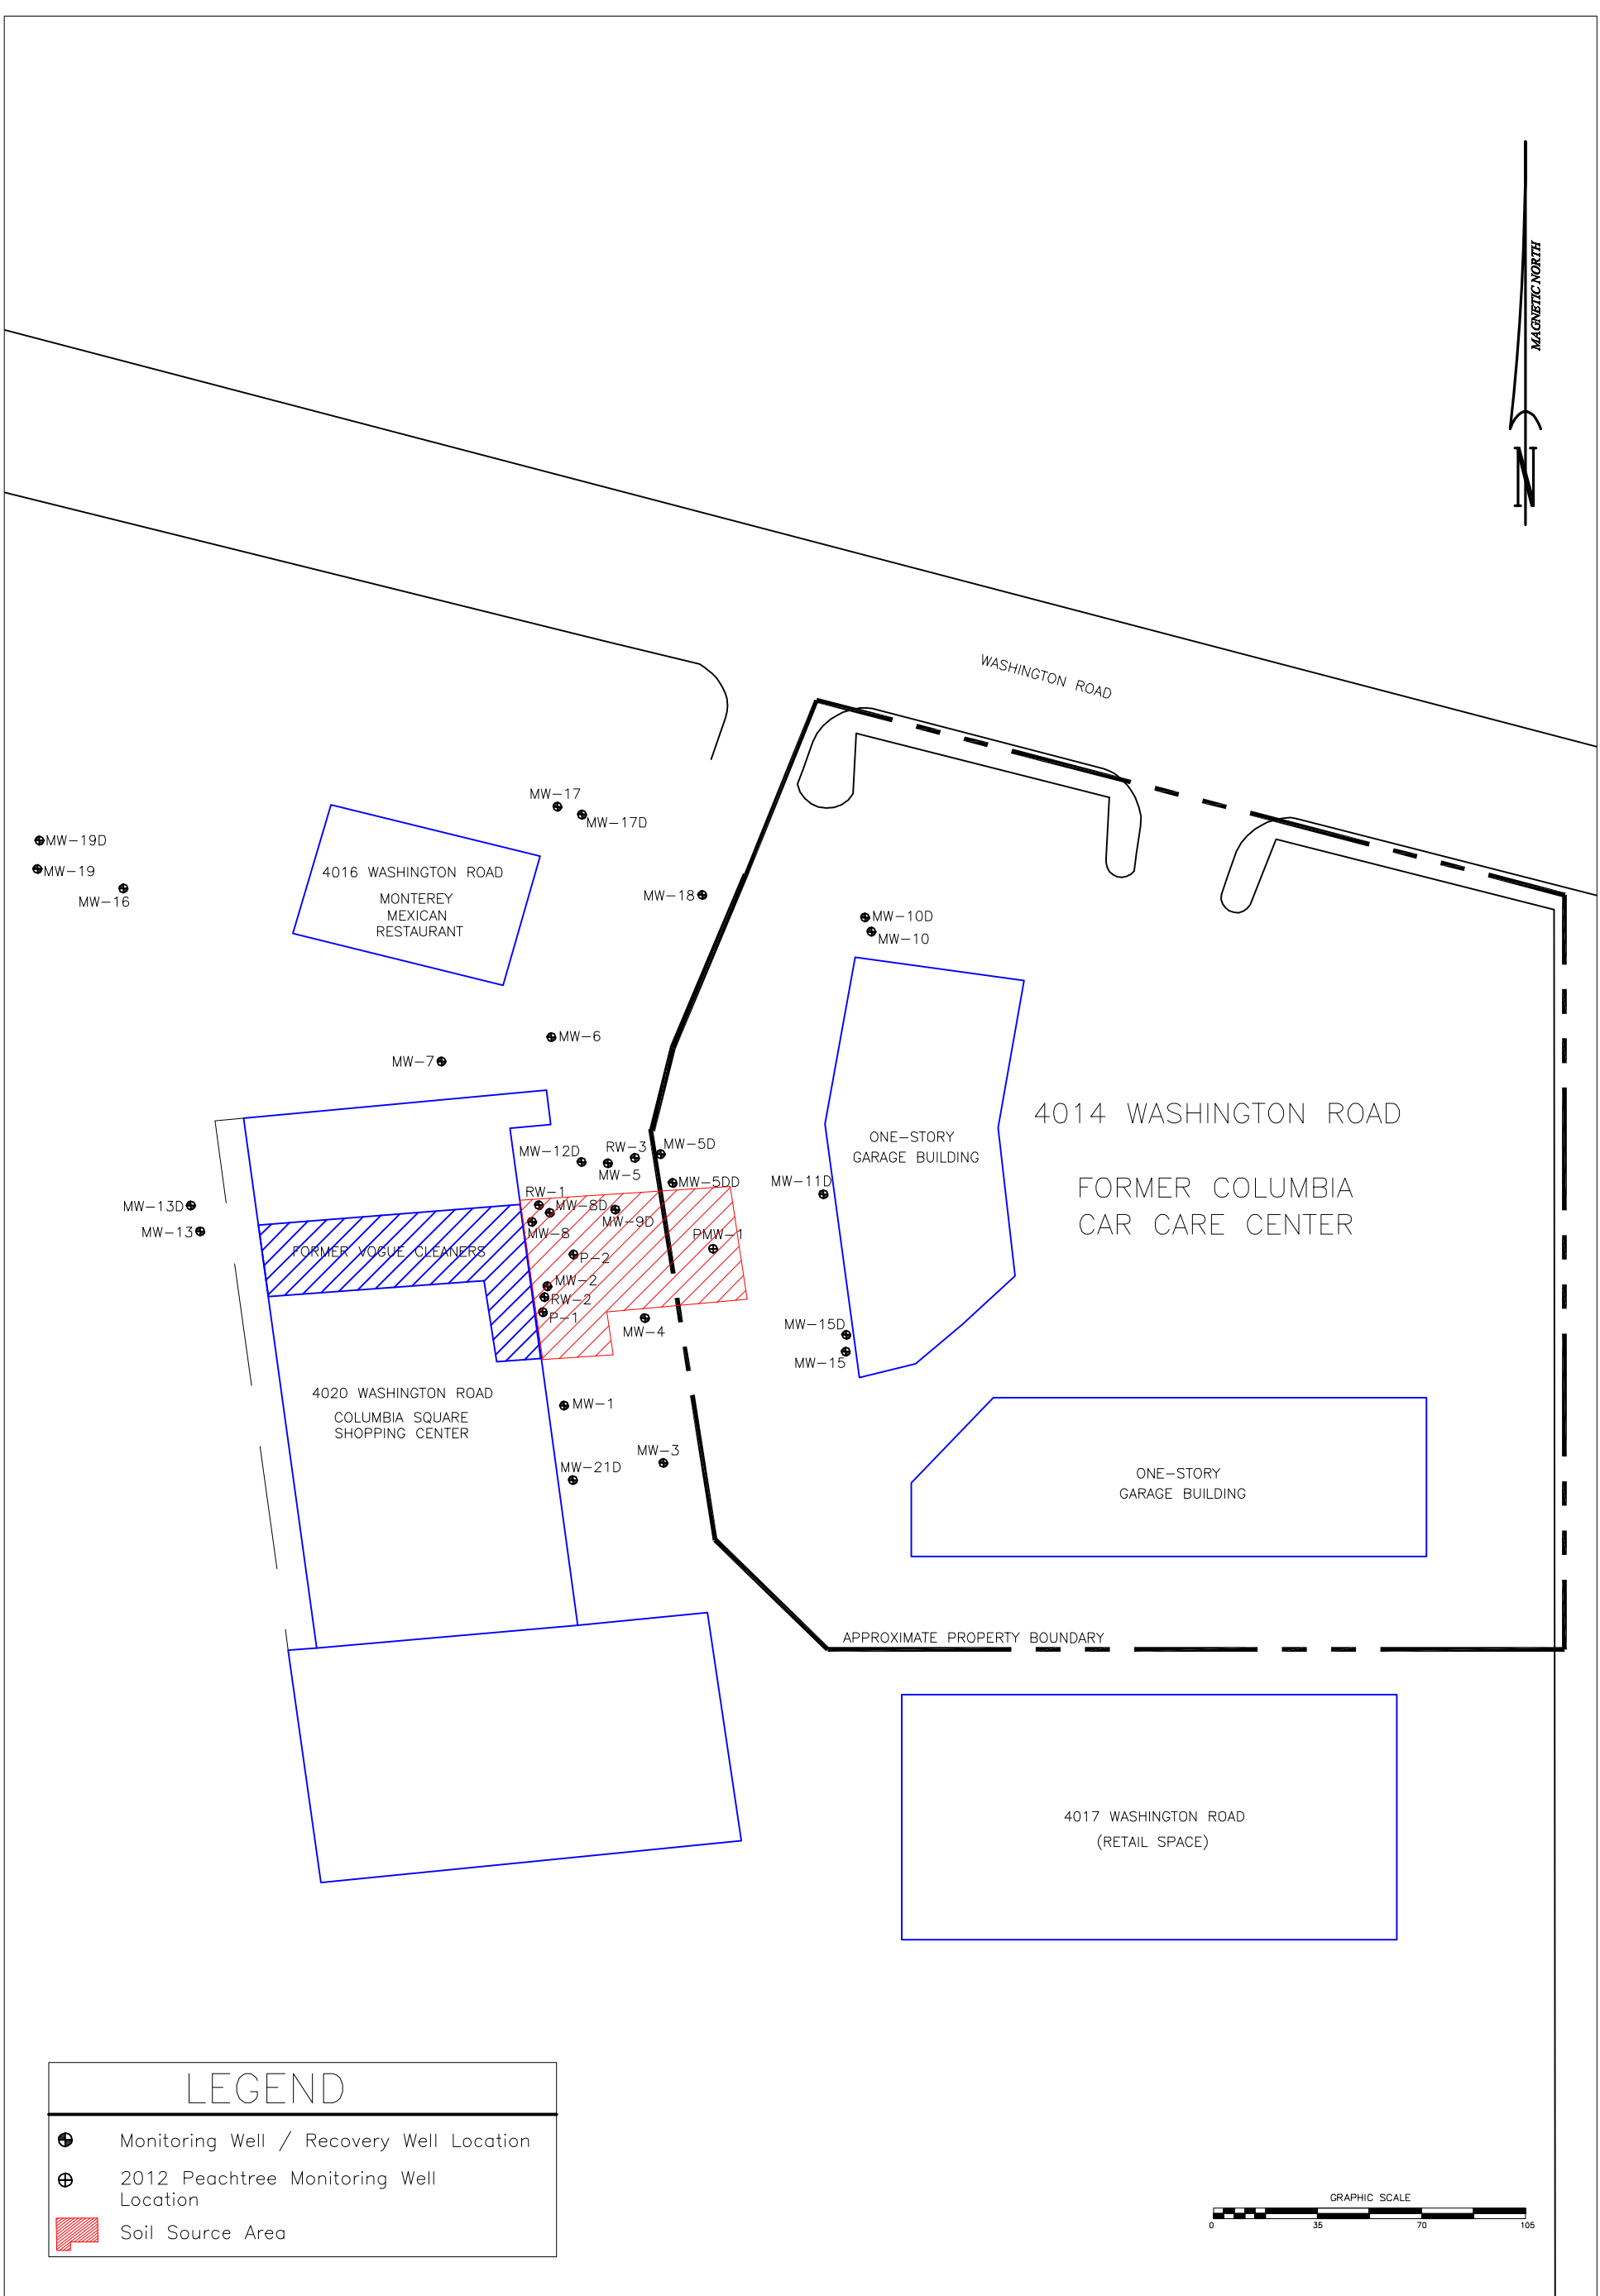 MAGNETIC NORTH
N
WASHINGTON ROAD
MW-17
MW-17D
MW-19D
MW-19
MW-16
4016 WASHINGTON ROAD
MONTEREY
MEXICAN
RESTAURANT
MW-18
MW-10D
MW-10
MW-6
MW-7
4014 WASHINGTON ROAD
FORMER COLUMBIA
CAR CARE CENTER
ONE-STORY
GARAGE BUILDING
MW-12D
RW-3
MW-5D
MW-5
MW-5DD
MW-11D
RW-1
MW-8D
MW-9D
MW-8
MW-13D
MW-13
PMW-1
FORMER VOGUE CLEANERS
P-2
MW-2
RW-2
P-1
MW-4
MW-15D
MW-15
4020 WASHINGTON ROAD
COLUMBIA SQUARE
SHOPPING CENTER
MW-1
MW-3
MW-21D
ONE-STORY
GARAGE BUILDING
APPROXIMATE PROPERTY BOUNDARY
4017 WASHINGTON ROAD
(RETAIL SPACE)
LEGEND
Monitoring Well / Recovery Well Location
2012 Peachtree Monitoring Well
Location
Soil Source Area
GRAPHIC SCALE
0 35 70 105